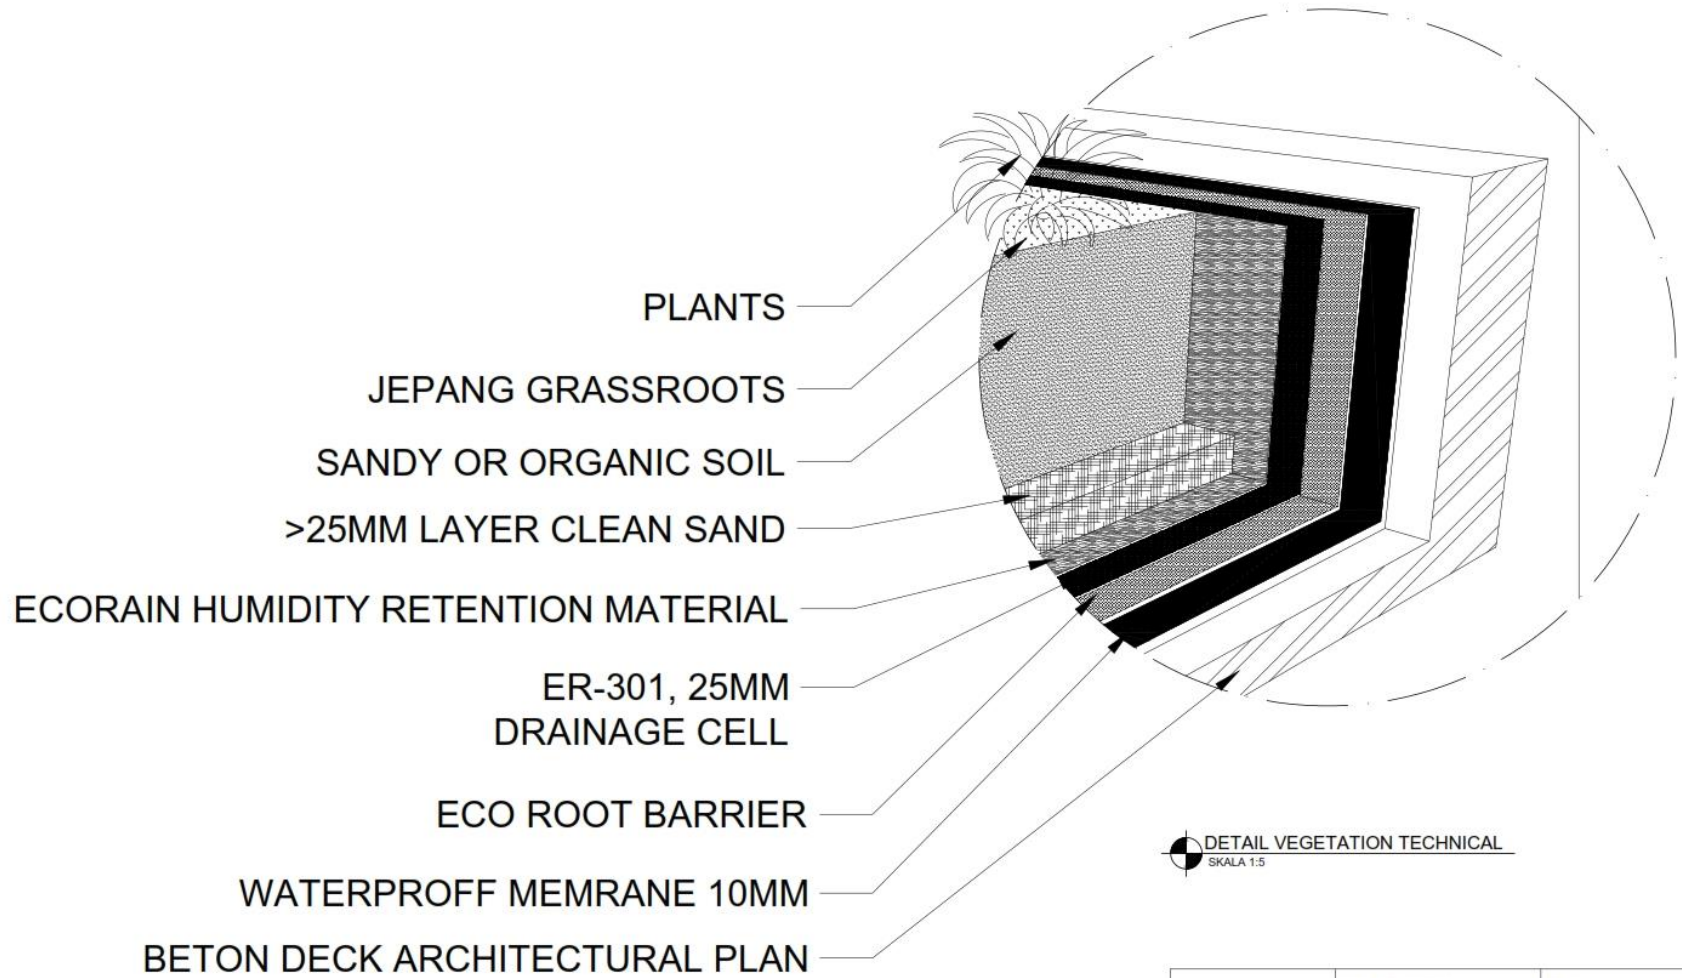 PLANTS
JEPANG GRASSROOTS
SANDY OR ORGANIC SOIL
>25MM LAYER CLEAN SAND
ECORAIN HUMIDITY RETENTION MATERIAL
ER-301, 25MM
DRAINAGE CELL
ECO ROOT BARRIER
WATERPROFF MEMRANE 10MM
BETON DECK ARCHITECTURAL PLAN
DETAIL VEGETATION TECHNICAL
SKALA 1:5